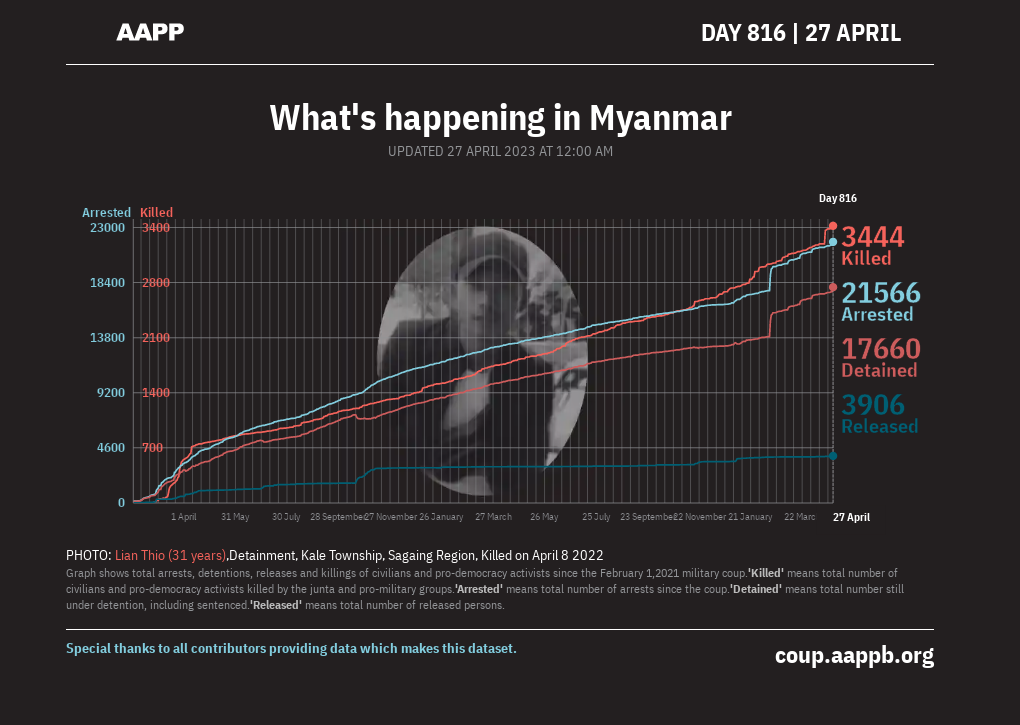 AAPP
DAY 816 | 27 APRIL
What's happening in Myanmar
UPDATED 27 APRIL 2023 AT 12:00 AM
Day 816
Arrested Killed
23000 3400
18400 2800
13800 2100
9200 1400
4600 700
0
3444
Killed
21566
Arrested
17660
Detained
3906
Released
1 April 31 May 30 July 28 September 27 November 26 January 27 March 26 May 25 July 23 September 22 November 21 January 22 Marc 27 April
PHOTO: Lian Thio (31 years),Detainment, Kale Township, Sagaing Region, Killed on April 8 2022
Graph shows total arrests, detentions, releases and killings of civilians and pro-democracy activists since the February 1,2021 military coup.'Killed' means total number of
civilians and pro-democracy activists killed by the junta and pro-military groups.'Arrested' means total number of arrests since the coup.'Detained' means total number still
under detention, including sentenced.'Released' means total number of released persons.
Special thanks to all contributors providing data which makes this dataset.
coup.aappb.org